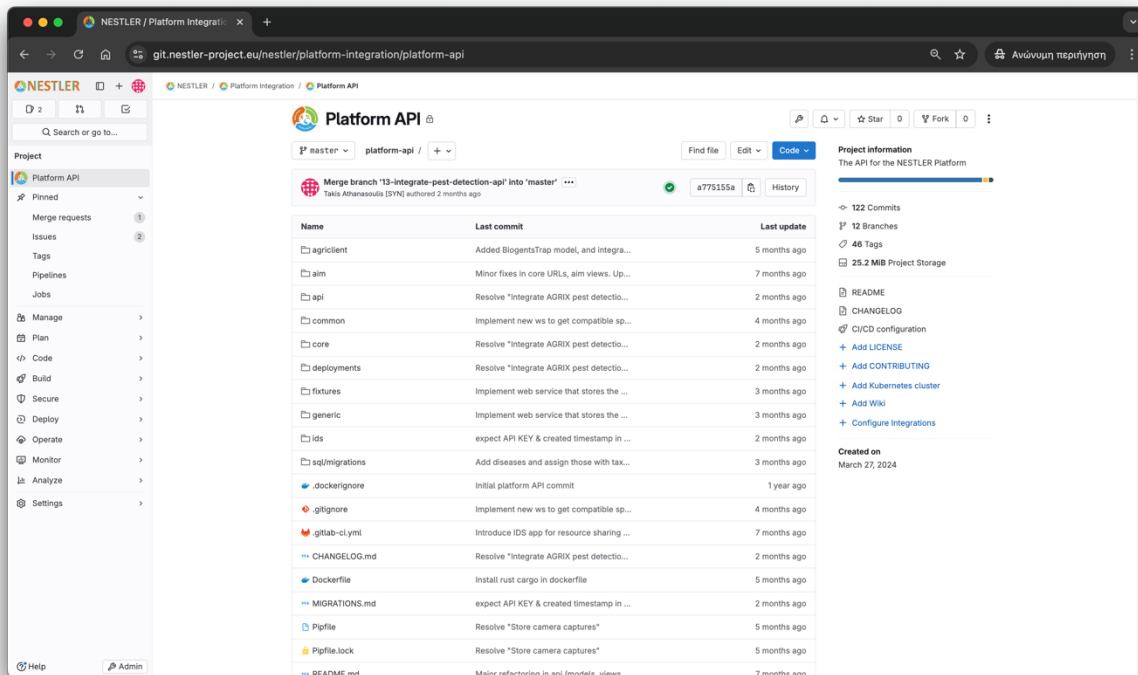 NESTLER / Platform Integratio
git.nestler-project.eu/nestler/platform-integration/platform-api
Ανώνυμη περιήγηση
NESTLER
2
Search or go to...
Project
Platform API
Pinned
Merge requests 1
Issues 2
Tags
Pipelines
Jobs
Manage
Plan
Code
Build
Secure
Deploy
Operate
Monitor
Analyze
Settings
Help
Admin
NESTLER / Platform Integration / Platform API
Platform API
Star 0
Fork 0
master
platform-api /
Find file
Edit
Code
Merge branch '13-integrate-pest-detection-api' into 'master'
Takis Athanasoulis [SYN] authored 2 months ago
a775155a
History
Name Last commit Last update
agriclient Added BiogentsTrap model, and integra... 5 months ago
aim Minor fixes in core URLs, aim views. Up... 7 months ago
api Resolve "Integrate AGRIX pest detectio... 2 months ago
common Implement new ws to get compatible sp... 4 months ago
core Resolve "Integrate AGRIX pest detectio... 2 months ago
deployments Resolve "Integrate AGRIX pest detectio... 2 months ago
fixtures Implement web service that stores the ... 3 months ago
generic Implement web service that stores the ... 3 months ago
ids expect API KEY & created timestamp in ... 2 months ago
sql/migrations Add diseases and assign those with tax... 3 months ago
.dockerignore Initial platform API commit 1 year ago
.gitignore Implement new ws to get compatible sp... 4 months ago
.gitlab-ci.yml Introduce IDS app for resource sharing ... 7 months ago
CHANGELOG.md Resolve "Integrate AGRIX pest detectio... 2 months ago
Dockerfile Install rust cargo in dockerfile 5 months ago
MIGRATIONS.md expect API KEY & created timestamp in ... 2 months ago
Pipfile Resolve "Store camera captures" 5 months ago
Pipfile.lock Resolve "Store camera captures" 5 months ago
README.md Major refactoring in api (models, views... 7 months ago
Project information
The API for the NESTLER Platform
122 Commits
12 Branches
46 Tags
25.2 MiB Project Storage
README
CHANGELOG
CI/CD configuration
+ Add LICENSE
+ Add CONTRIBUTING
+ Add Kubernetes cluster
+ Add Wiki
+ Configure Integrations
Created on
March 27, 2024